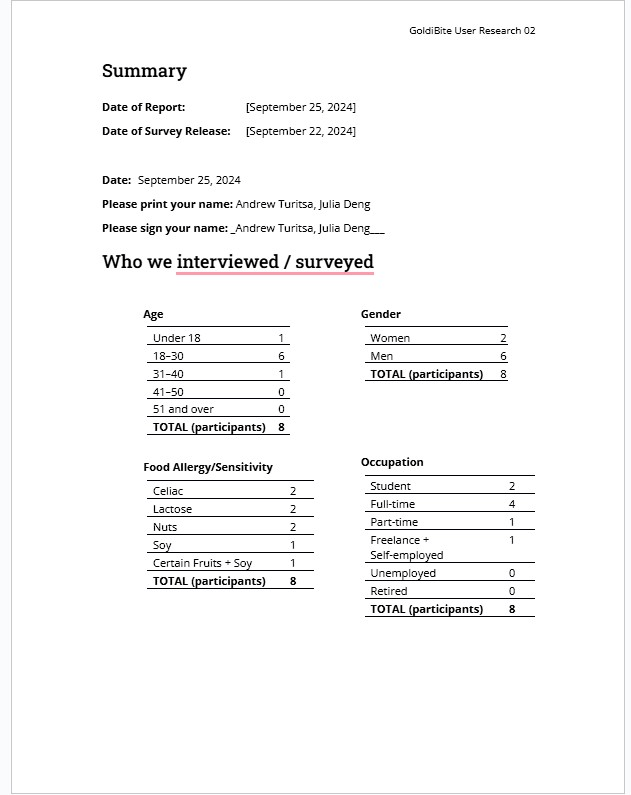 GoldiBite User Research 02
Summary
Date of Report: [September 25, 2024]
Date of Survey Release: [September 22, 2024]
Date: September 25, 2024
Please print your name: Andrew Turitsa, Julia Deng
Please sign your name: _Andrew Turitsa, Julia Deng___
Who we interviewed / surveyed
Age
Under 18 1
18–30 6
31–40 1
41–50 0
51 and over 0
TOTAL (participants) 8
Gender
Women 2
Men 6
TOTAL (participants) 8
Food Allergy/Sensitivity
Celiac 2
Lactose 2
Nuts 2
Soy 1
Certain Fruits + Soy 1
TOTAL (participants) 8
Occupation
Student 2
Full-time 4
Part-time 1
Freelance + 1
Self-employed
Unemployed 0
Retired 0
TOTAL (participants) 8